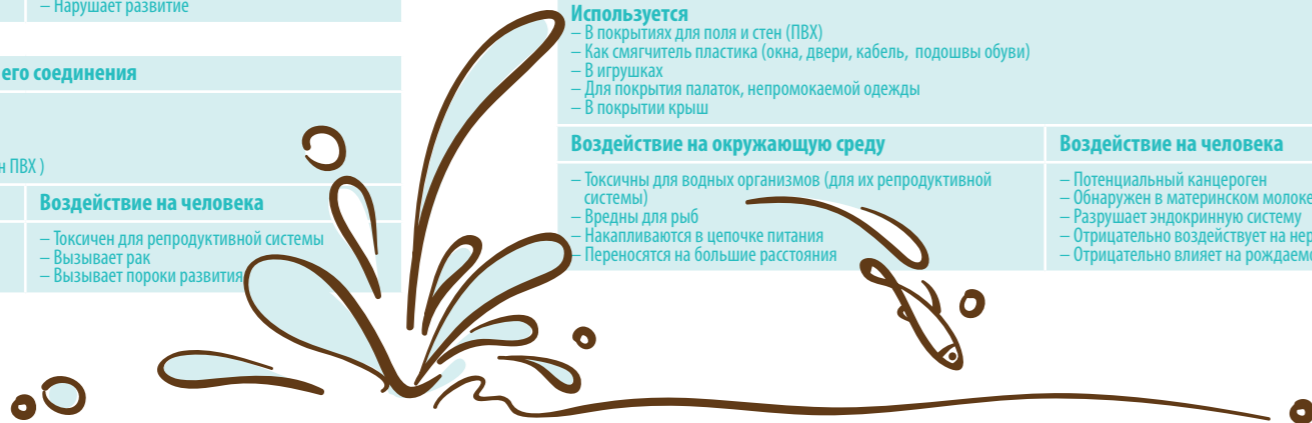 – Нарушает развитие
его соединения
ПВХ )
Воздействие на человека
– Токсичен для репродуктивной системы
– Вызывает рак
– Вызывает пороки развития
Используется
– В покрытиях для поля и стен (ПВХ)
– Как смягчитель пластика (окна, двери, кабель, подошвы обуви)
– В игрушках
– Для покрытия палаток, непромокаемой одежды
– В покрытии крыш
Воздействие на окружающую среду
– Токсичны для водных организмов (для их репродуктивной
системы)
– Вредны для рыб
– Накапливаются в цепочке питания
– Переносятся на большие расстояния
Воздействие на человека
– Потенциальный канцероген
– Обнаружен в материнском молоке
– Разрушает эндокринную систему
– Отрицательно воздействует на
– Отрицательно влияет на